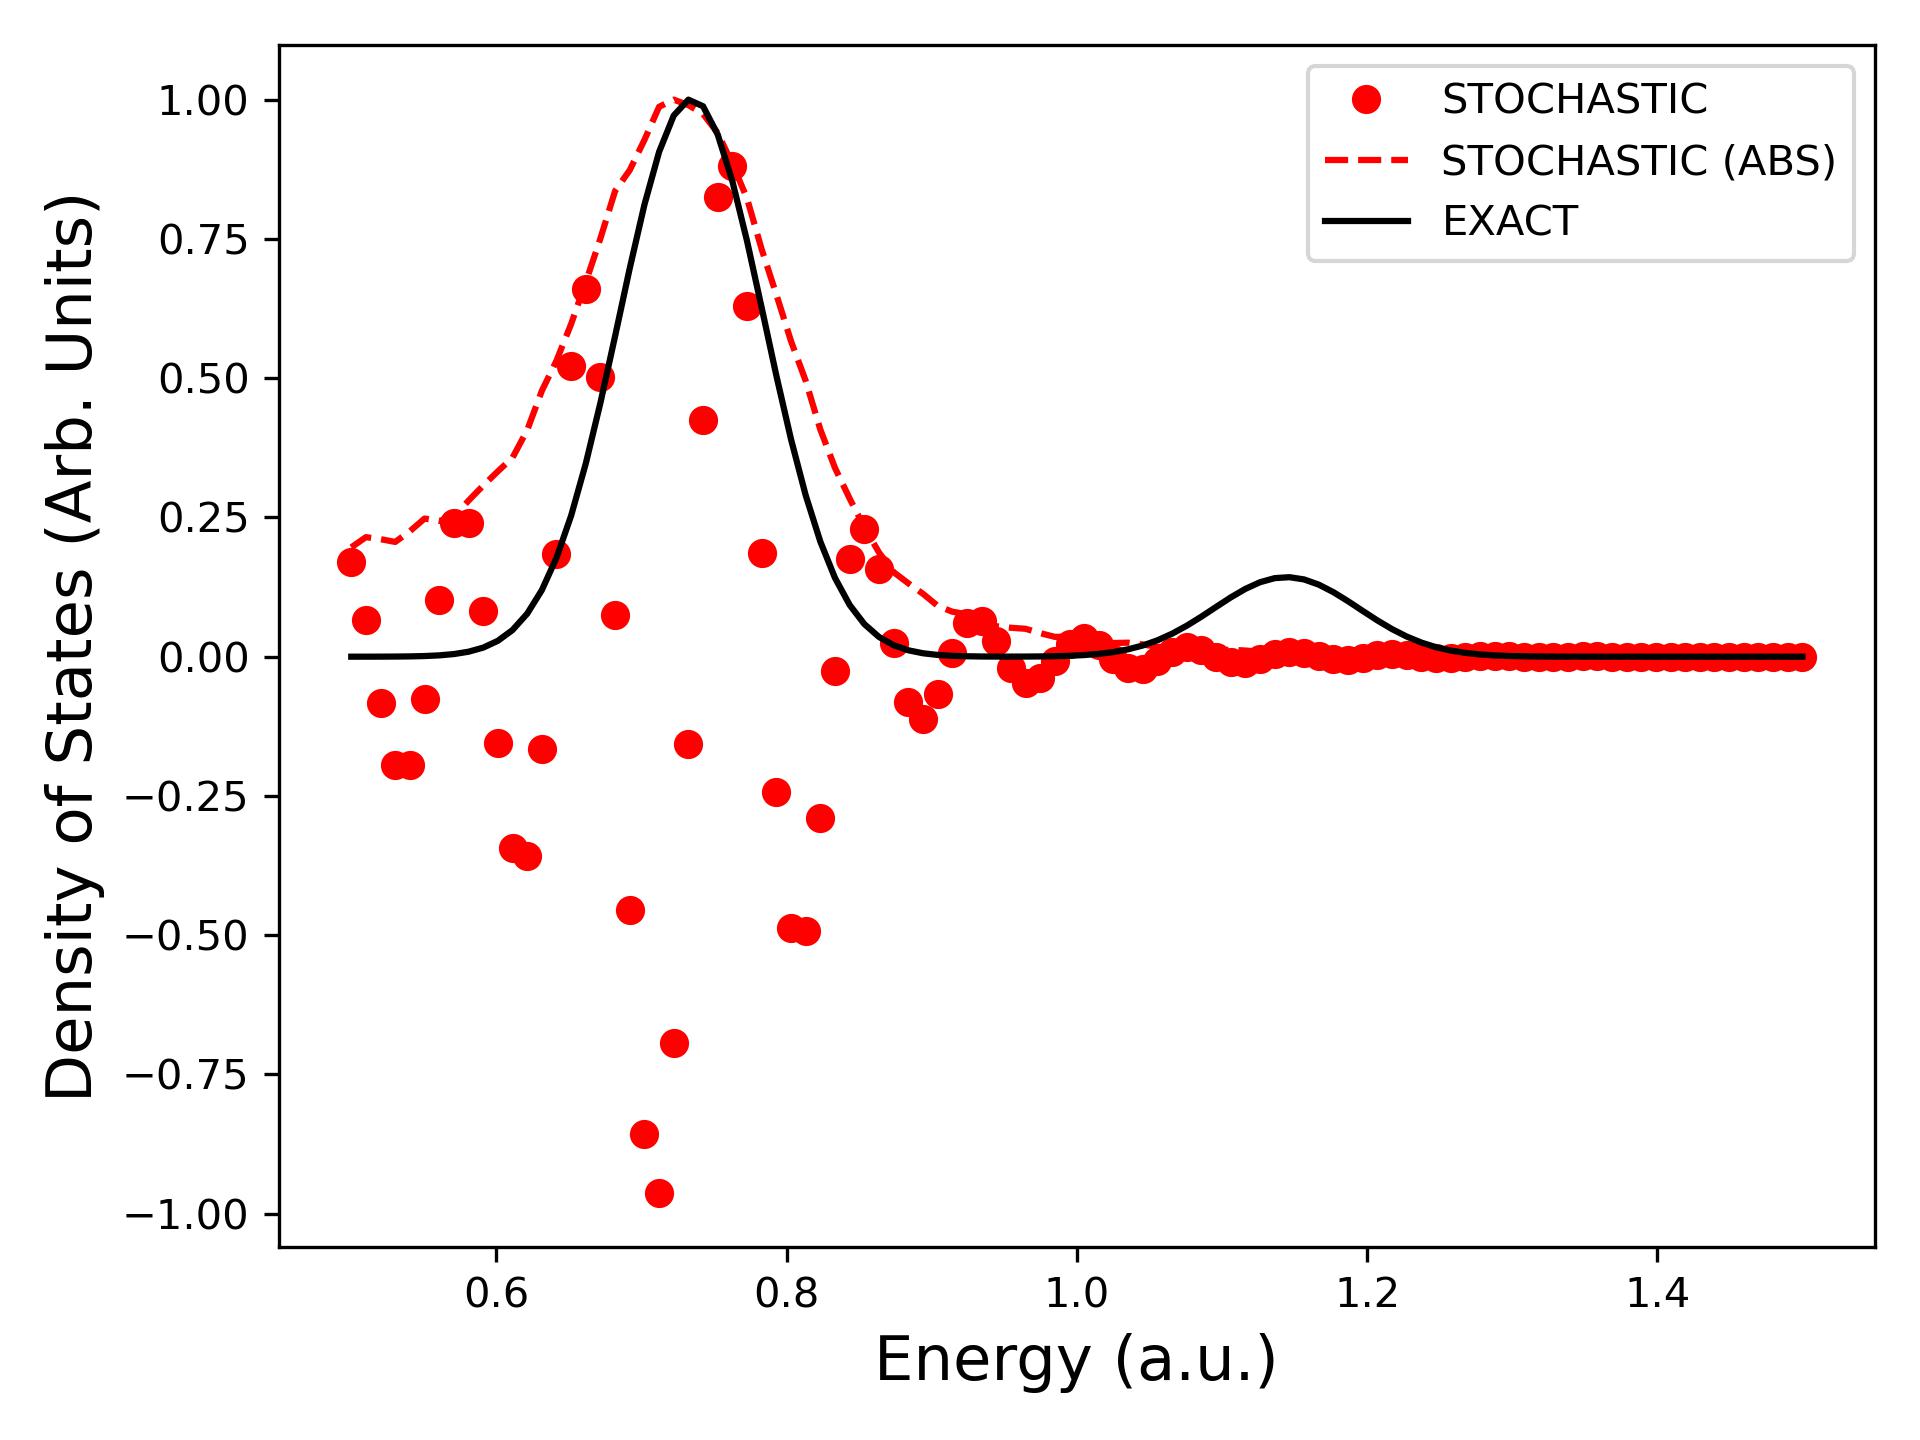 1.00
0.75
0.50
0.25
0.00
−0.25
−0.50
−0.75
−1.00
Density of States (Arb. Units)
STOCHASTIC
STOCHASTIC (ABS)
EXACT
0.6 0.8 1.0 1.2 1.4
Energy (a.u.)